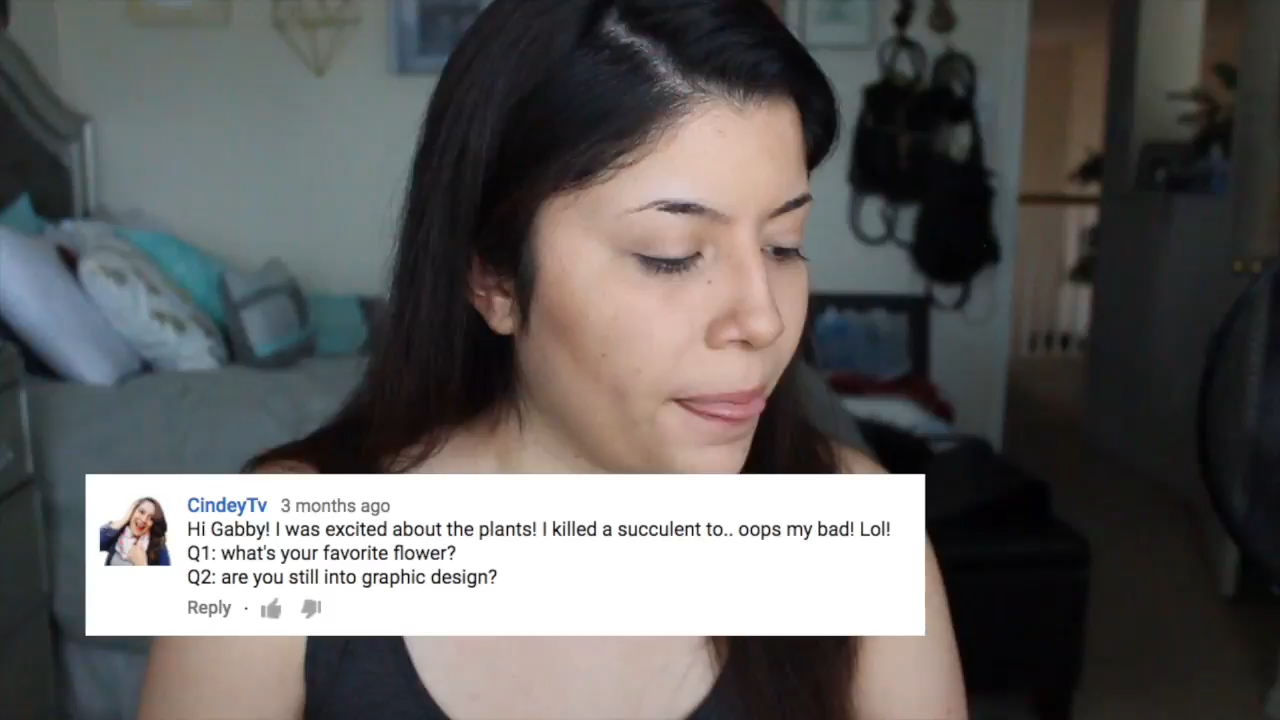 CindeyTv 3 months ago
Hi Gabby! I was excited about the plants! I killed a succulent to.. oops my bad! Lol!
Q1: what's your favorite flower?
Q2: are you still into graphic design?
Reply ·